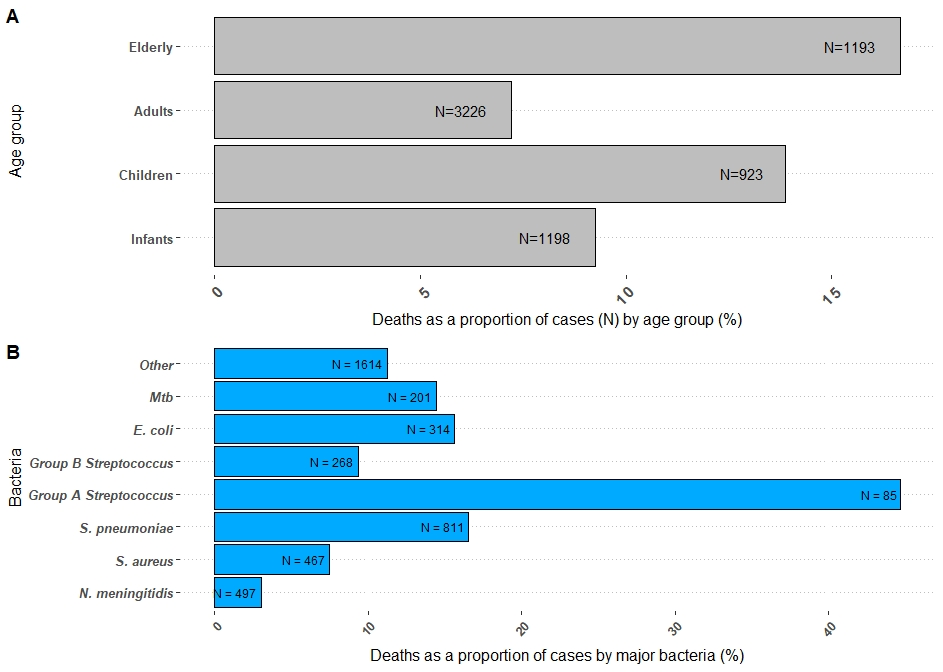 A
Age group
Elderly
N=1193
Adults
N=3226
Children
N=923
Infants
N=1198
0 5 10 15
Deaths as a proportion of cases (N) by age group (%)
B
Bacteria
Other
N = 1614
Mtb
N = 201
E. coli
N = 314
Group B Streptococcus
N = 268
Group A Streptococcus
N = 85
S. pneumoniae
N = 811
S. aureus
N = 467
N. meningitidis
N = 497
0 10 20 30 40
Deaths as a proportion of cases by major bacteria (%)